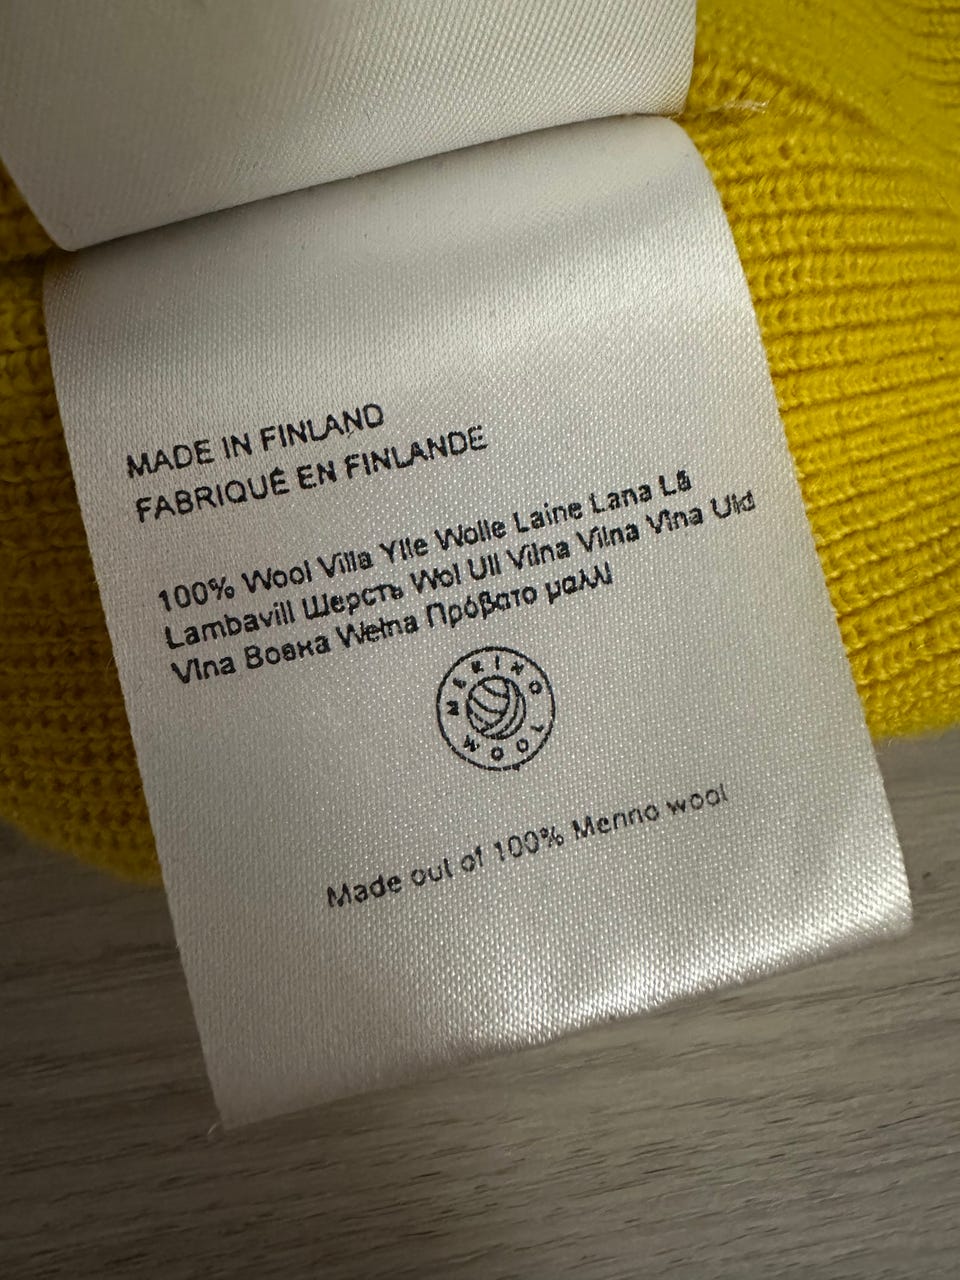 MADE IN FINLAND
FABRIQUÉ EN FINLANDE
100% Wool Villa Ylle Wolle Laine Lana Lã
Lambavill Шерсть Wol Ull Vilna Vilna Vlna Uld
Vlna Вовна Wełna Πρόβατο μαλλί
MERINO WOOL
Made out of 100% Merino wool